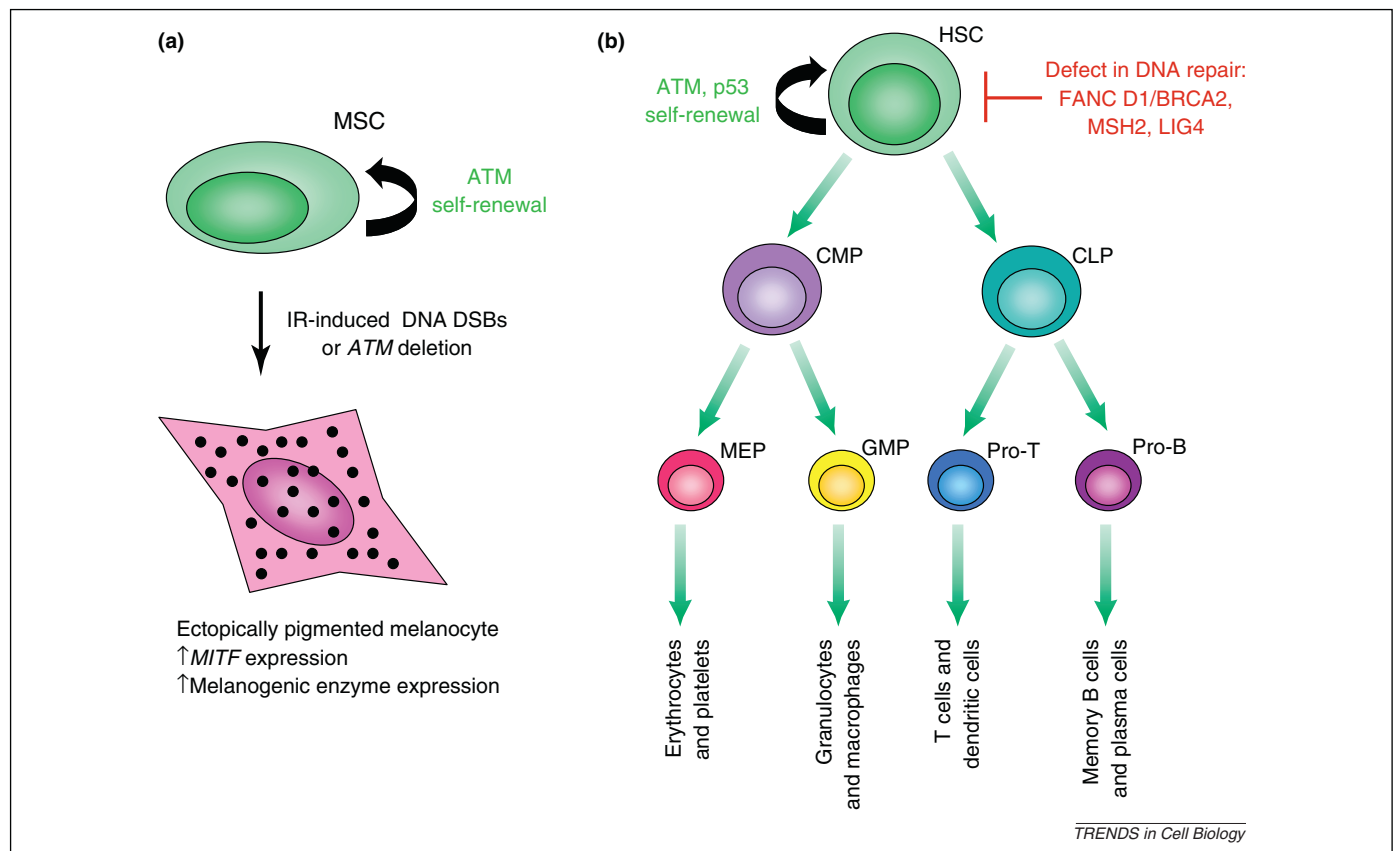 (a)
MSC
ATM
self-renewal
IR-induced DNA DSBs
or ATM deletion
Ectopically pigmented melanocyte
↑MITF expression
↑Melanogenic enzyme expression
(b)
HSC
ATM, p53
self-renewal
Defect in DNA repair:
FANC D1/BRCA2,
MSH2, LIG4
CMP
CLP
MEP
GMP
Pro-T
Pro-B
Erythrocytes
and platelets
Granulocytes
and macrophages
T cells and
dendritic cells
Memory B cells
and plasma cells
TRENDS in Cell Biology